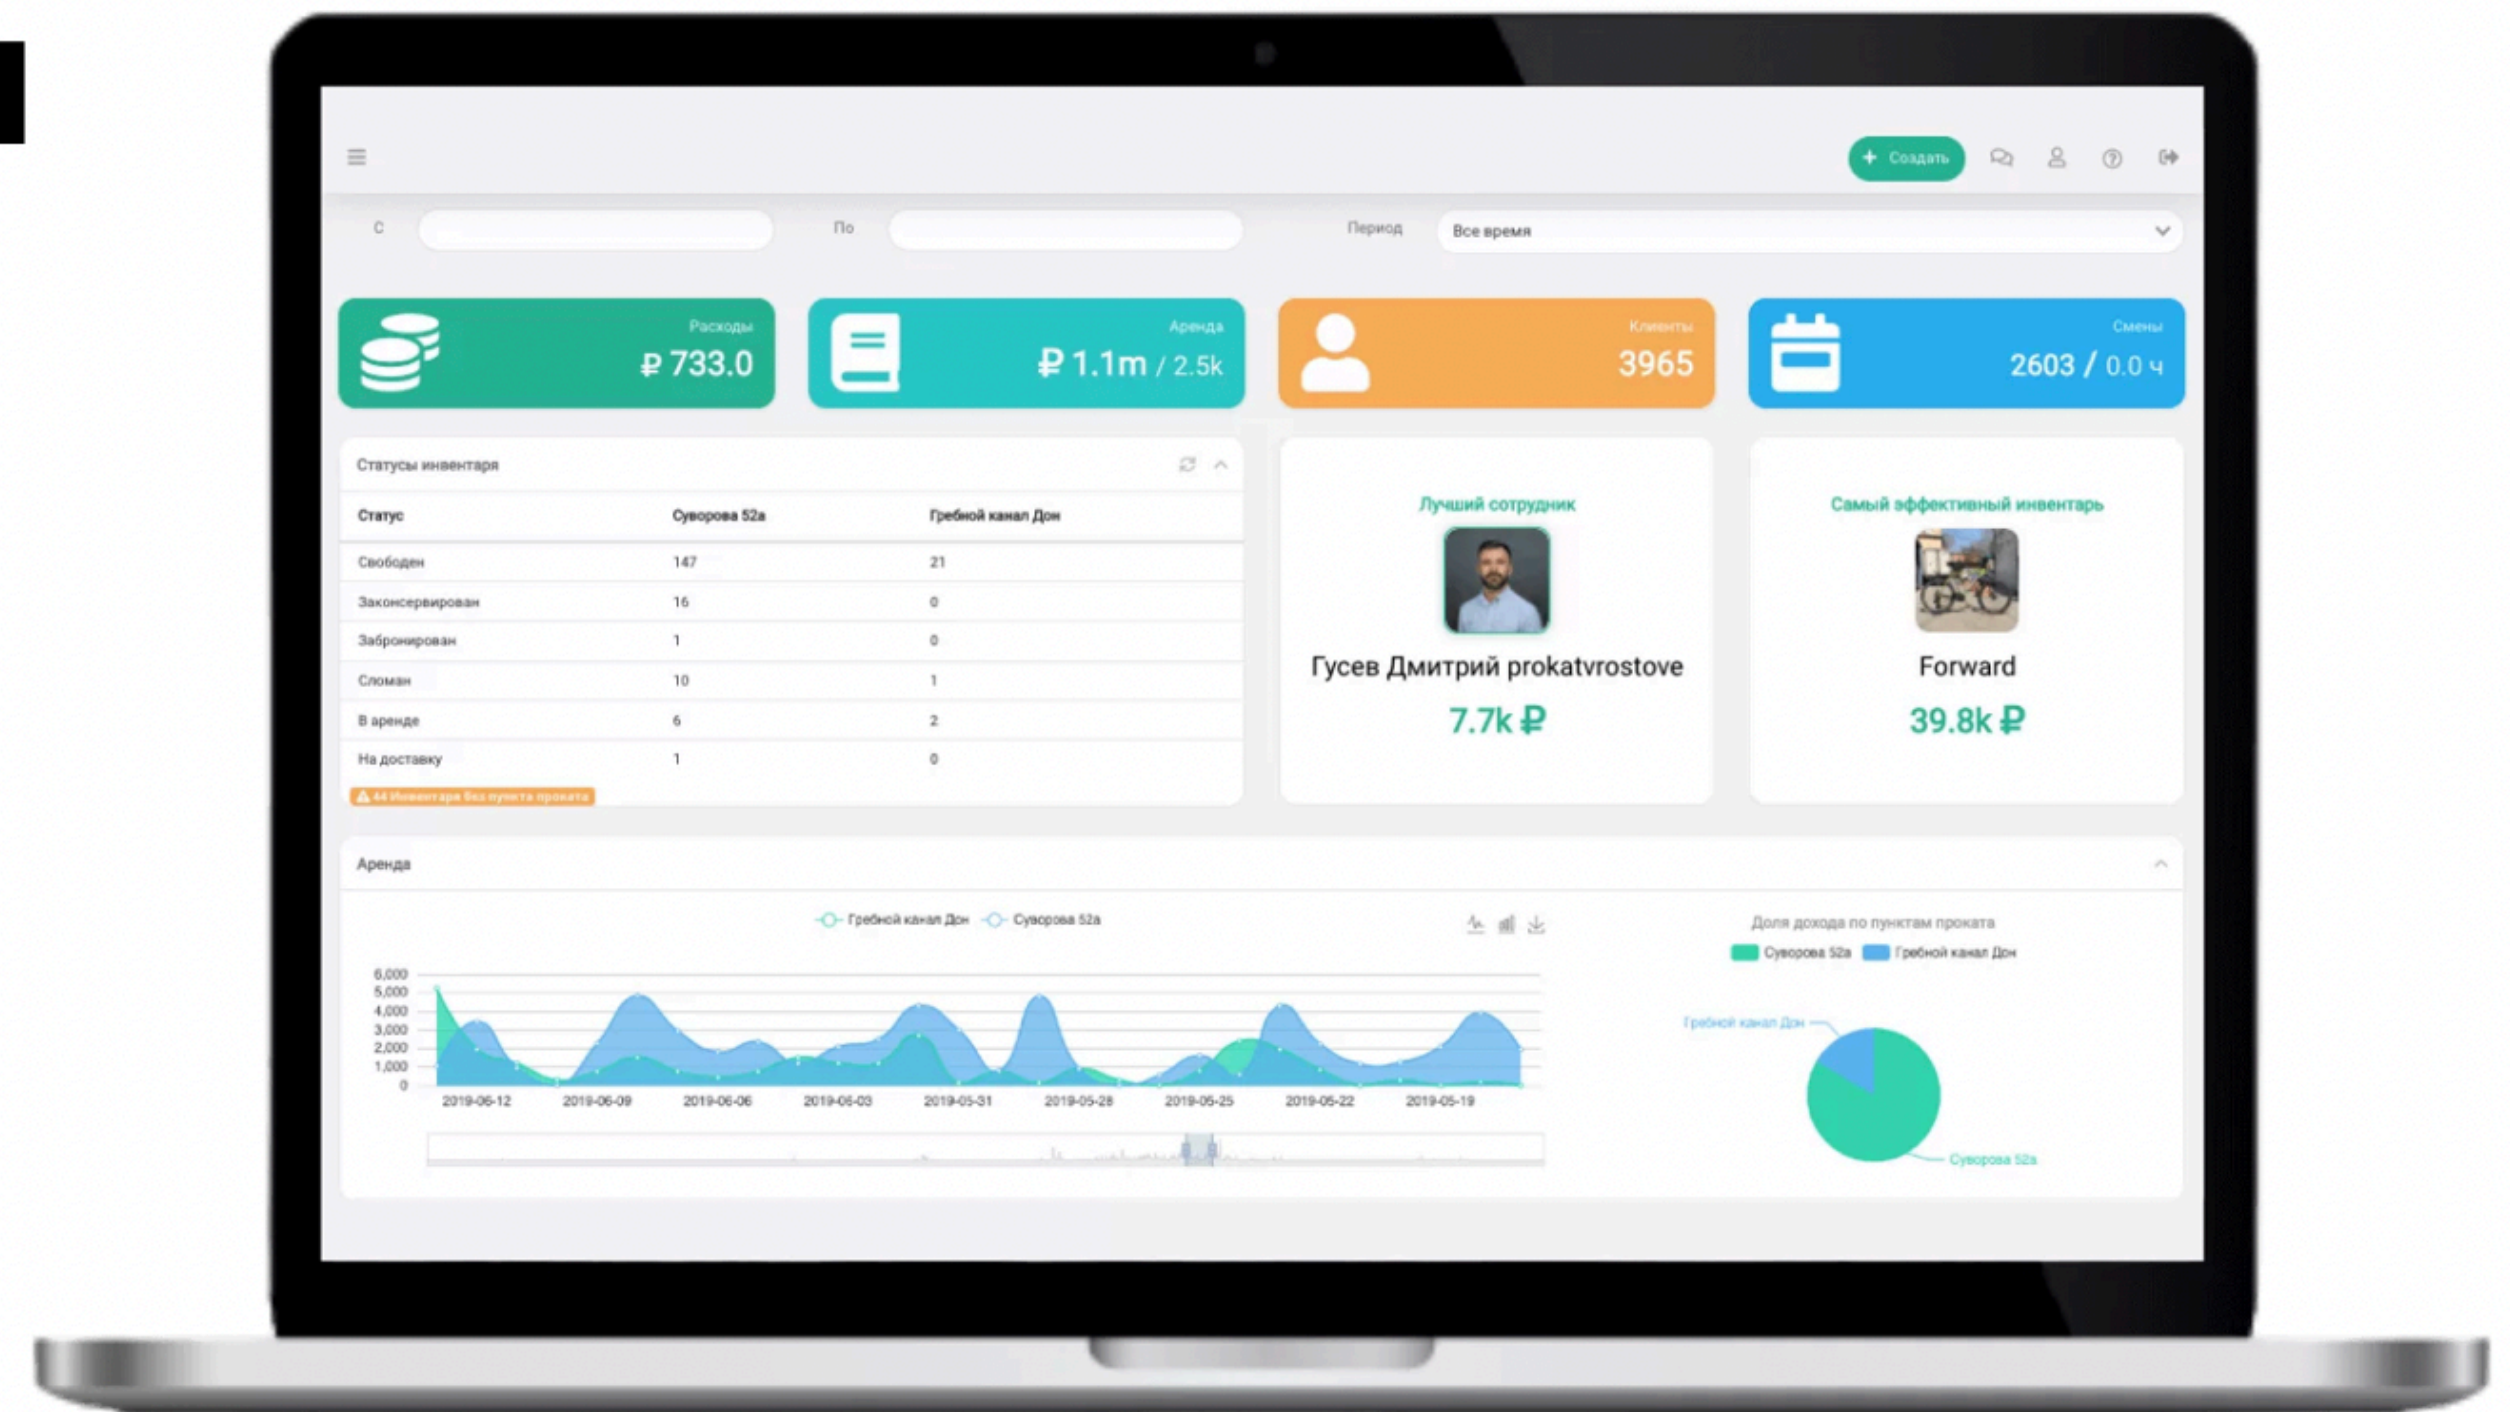 Создать
С
По
Период
Все время
Расходы
₽ 733.0
Аренда
₽ 1.1m / 2.5k
Клиенты
3965
Смены
2603 / 0.0 ч
Статусы инвентаря
Статус Суворова 52а Гребной канал Дон
Свободен 147 21
Законсервирован 16 0
Забронирован 1 0
Сломан 10 1
В аренде 6 2
На доставку 1 0
44 Инвентаря без пункта проката
Лучший сотрудник
Гусев Дмитрий prokatvrostove
7.7k ₽
Самый эффективный инвентарь
Forward
39.8k ₽
Аренда
Гребной канал Дон Суворова 52а
6,000
5,000
4,000
3,000
2,000
1,000
0
2019-06-12 2019-06-09 2019-06-06 2019-06-03 2019-05-31 2019-05-28 2019-05-25 2019-05-22 2019-05-19
Доля дохода по пунктам проката
Суворова 52а Гребной канал Дон
Гребной канал Дон
Суворова 52а